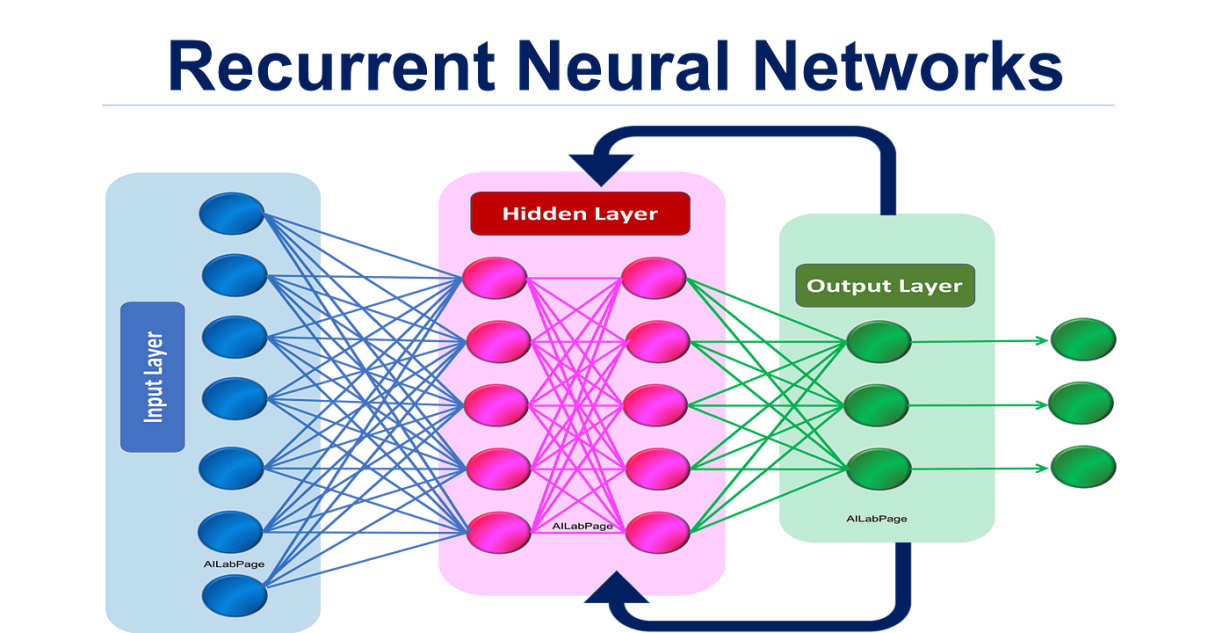 Recurrent Neural Networks
Hidden Layer
Output Layer
Input Layer
AILabPage
AILabPage
AILabPage